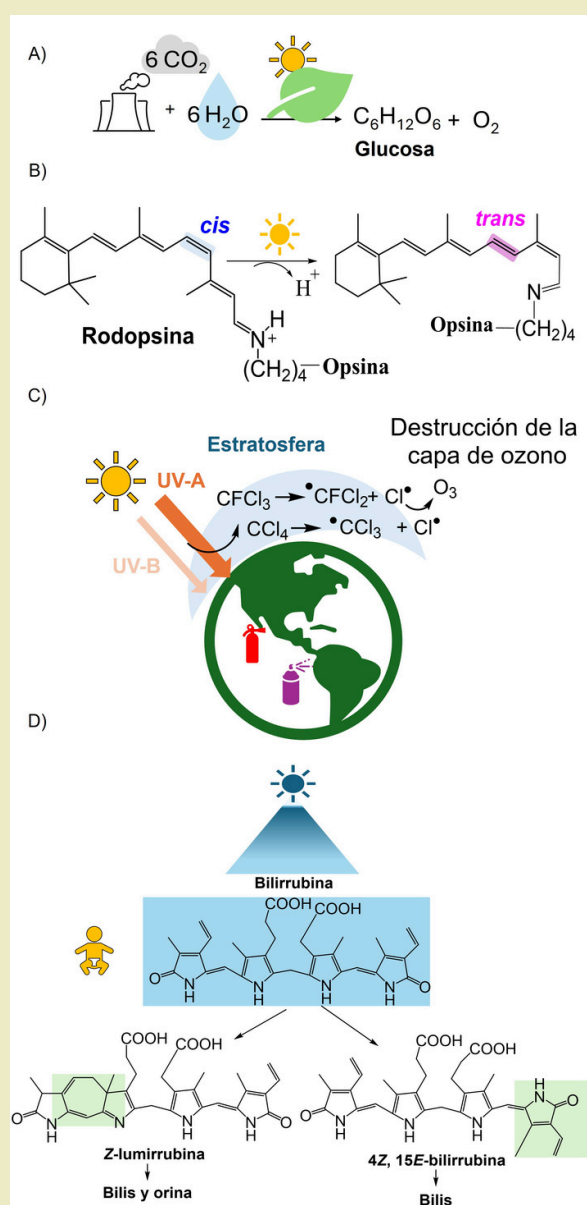 A)
6 CO₂
+ 6 H₂O
C₆H₁₂O₆ + O₂
Glucosa
B)
cis
trans
H⁺
H
N
+
Rodopsina
(CH₂)₄—Opsina
N
Opsina—(CH₂)₄
C)
Estratosfera
Destrucción de la
capa de ozono
UV-A
CFCl₃ •CFCl₂+ Cl• O₃
CCl₄ •CCl₃ + Cl•
UV-B
D)
Bilirrubina
COOH
COOH
O N H N H N H N H O
COOH
COOH
O N H N N H N H O
Z-lumirrubina
Bilis y orina
COOH
COOH
O N H N H N H H N O
4Z, 15E-bilirrubina
Bilis